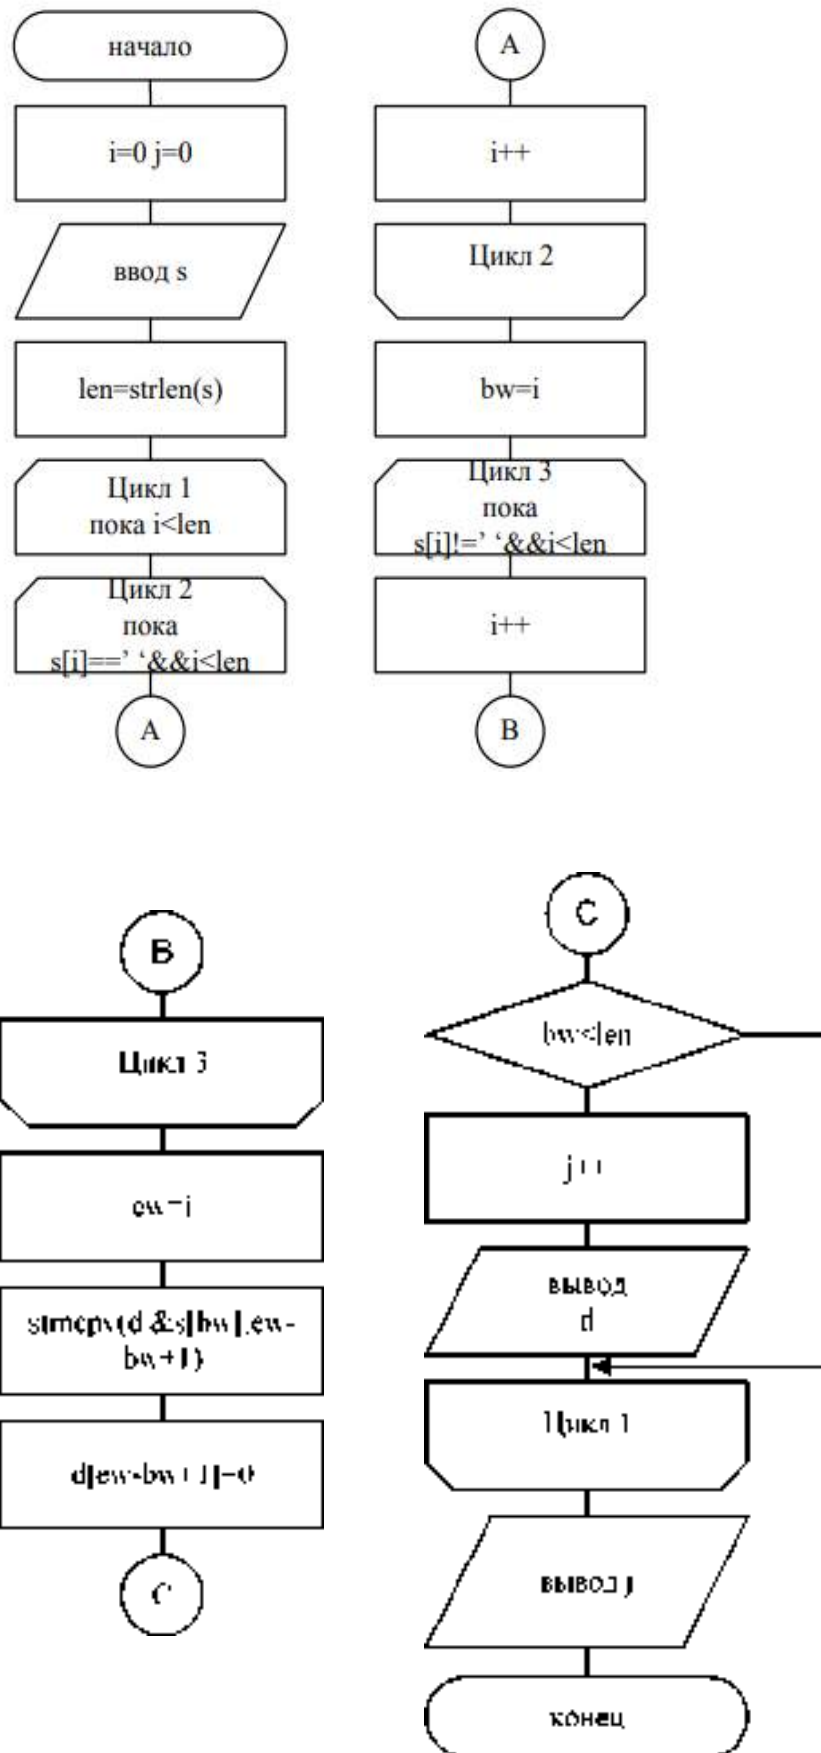 начало
i=0 j=0
ввод s
len=strlen(s)
Цикл 1
пока i<len
Цикл 2
пока
s[i]==’ ‘&&i<len
A
A
i++
Цикл 2
bw=i
Цикл 3
пока
s[i]!=’ ‘&&i<len
i++
B
B
Цикл 3
ew=i
strncpy(d,&s[bw],ew-
bw+1)
d[ew-bw+1]=0
C
C
bw<len
j++
вывод
d
Цикл 1
вывод j
конец